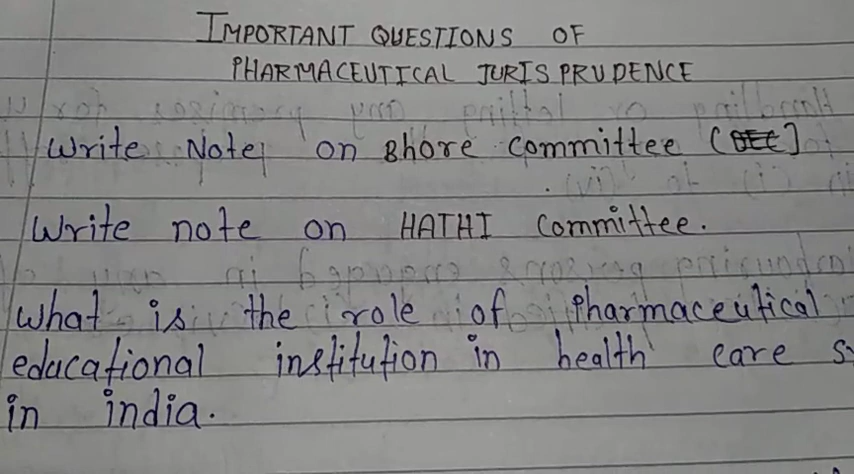 IMPORTANT QUESTIONS OF
PHARMACEUTICAL JURISPRUDENCE
Write Note on Bhore Committee
Write note on HATHI Committee.
What is the role of Pharmaceutical
educational institution in health care
in india.